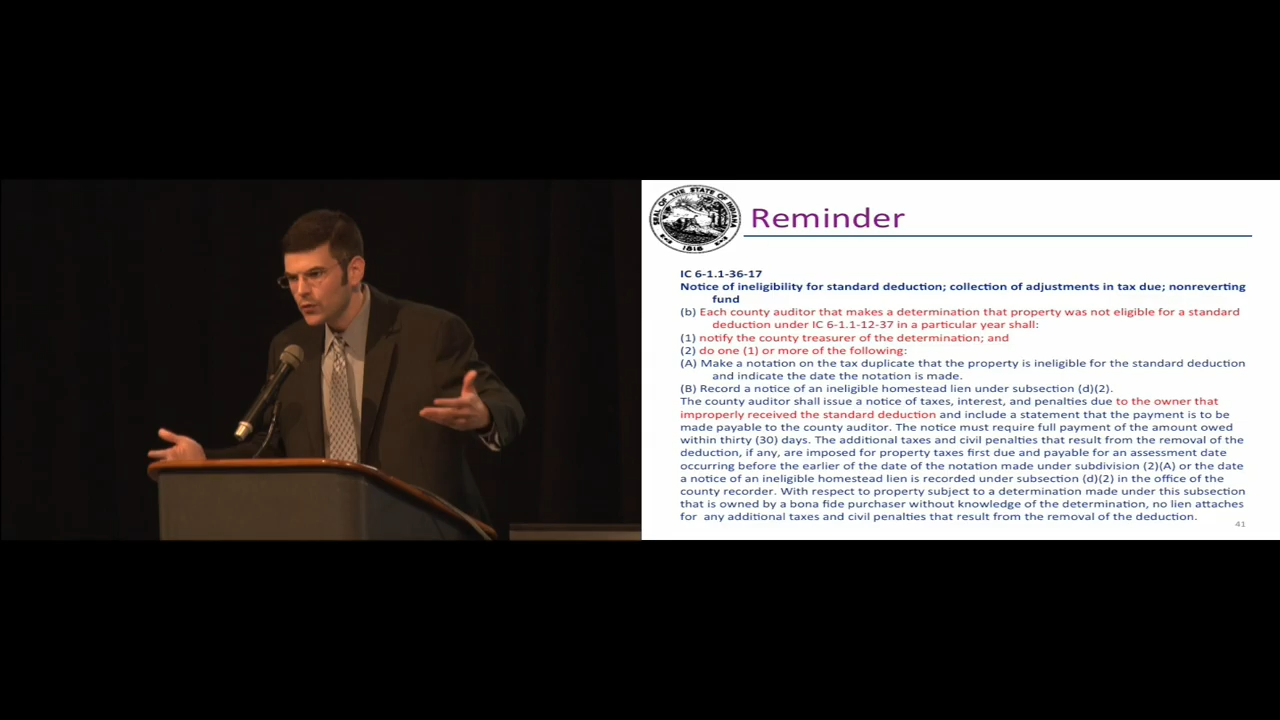 SEAL OF THE STATE OF INDIANA
1816
Reminder
IC 6-1.1-36-17
Notice of ineligibility for standard deduction; collection of adjustments in tax due; nonreverting
fund
(b) Each county auditor that makes a determination that property was not eligible for a standard
deduction under IC 6-1.1-12-37 in a particular year shall:
(1) notify the county treasurer of the determination; and
(2) do one (1) or more of the following:
(A) Make a notation on the tax duplicate that the property is ineligible for the standard deduction
and indicate the date the notation is made.
(B) Record a notice of an ineligible homestead lien under subsection (d)(2).
The county auditor shall issue a notice of taxes, interest, and penalties due to the owner that
improperly received the standard deduction and include a statement that the payment is to be
made payable to the county auditor. The notice must require full payment of the amount owed
within thirty (30) days. The additional taxes and civil penalties that result from the removal of the
deduction, if any, are imposed for property taxes first due and payable for an assessment date
occurring before the earlier of the date of the notation made under subdivision (2)(A) or the date
a notice of an ineligible homestead lien is recorded under subsection (d)(2) in the office of the
county recorder. With respect to property subject to a determination made under this subsection
that is owned by a bona fide purchaser without knowledge of the determination, no lien attaches
for any additional taxes and civil penalties that result from the removal of the deduction.
41